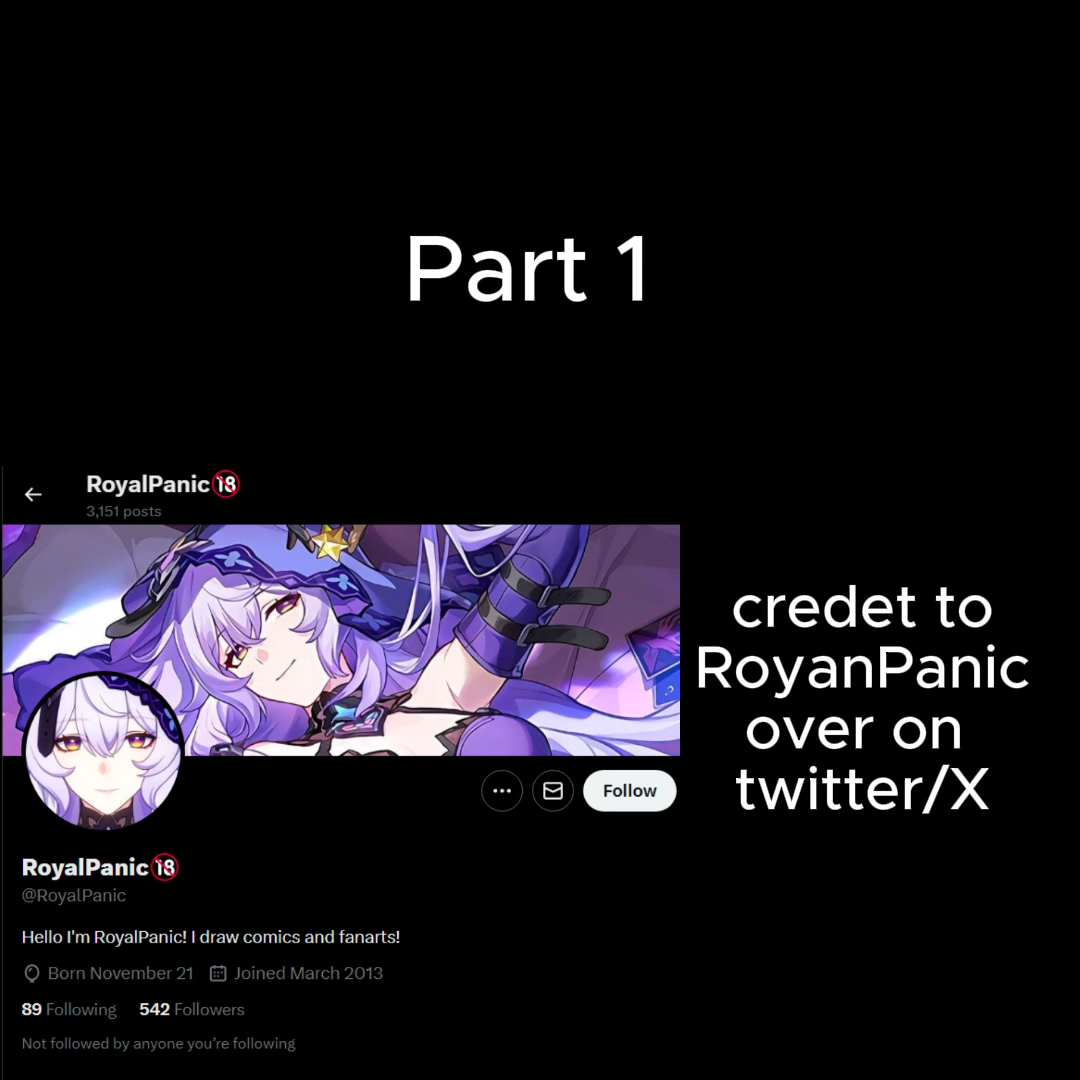 Part 1
RoyalPanic🔞
3,151 posts
credet to
RoyanPanic
over on
twitter/X
Follow
RoyalPanic🔞
@RoyalPanic
Hello I'm RoyalPanic! I draw comics and fanarts!
Born November 21 Joined March 2013
89 Following 542 Followers
Not followed by anyone you're following